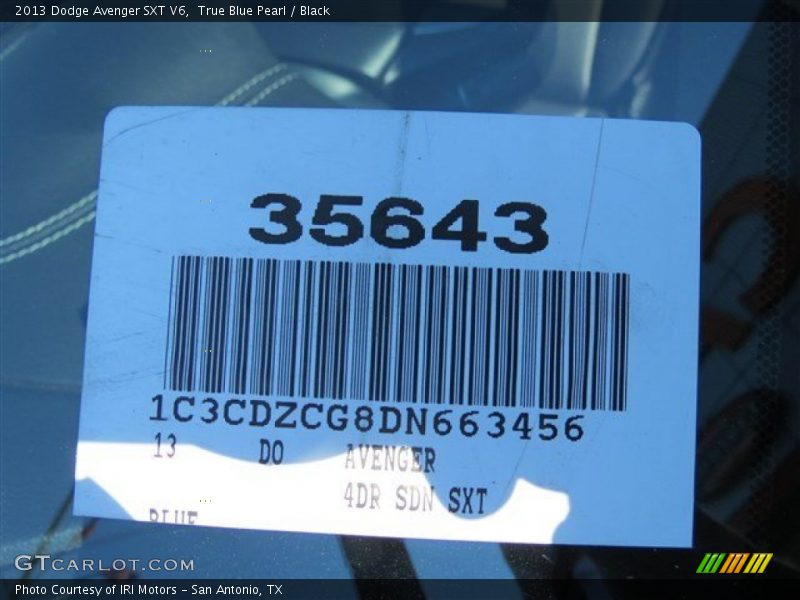 2013 Dodge Avenger SXT V6,  True Blue Pearl / Black
35643
1C3CDZCG8DN663456
13 DO AVENGER
4DR SDN SXT
BLUE
GTCARLOT.COM
Photo Courtesy of IRI Motors – San Antonio, TX